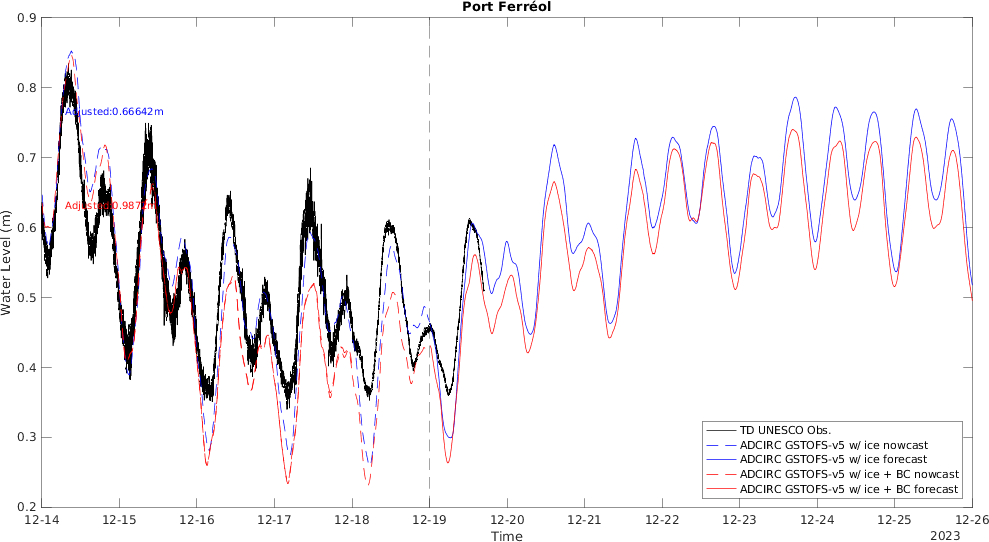 Port Ferréol
0.9
0.8
0.7
0.6
0.5
0.4
0.3
0.2
Water Level (m)
Adjusted:0.66642m
12-14
12-15
12-16
12-17
12-18
12-19
12-20
12-21
12-22
12-23
12-24
12-25
12-26
Time
2023
TD UNESCO Obs.
ADCIRC GSTOFS-v5 w/ ice nowcast
ADCIRC GSTOFS-v5 w/ ice forecast
ADCIRC GSTOFS-v5 w/ ice + BC nowcast
ADCIRC GSTOFS-v5 w/ ice + BC forecast